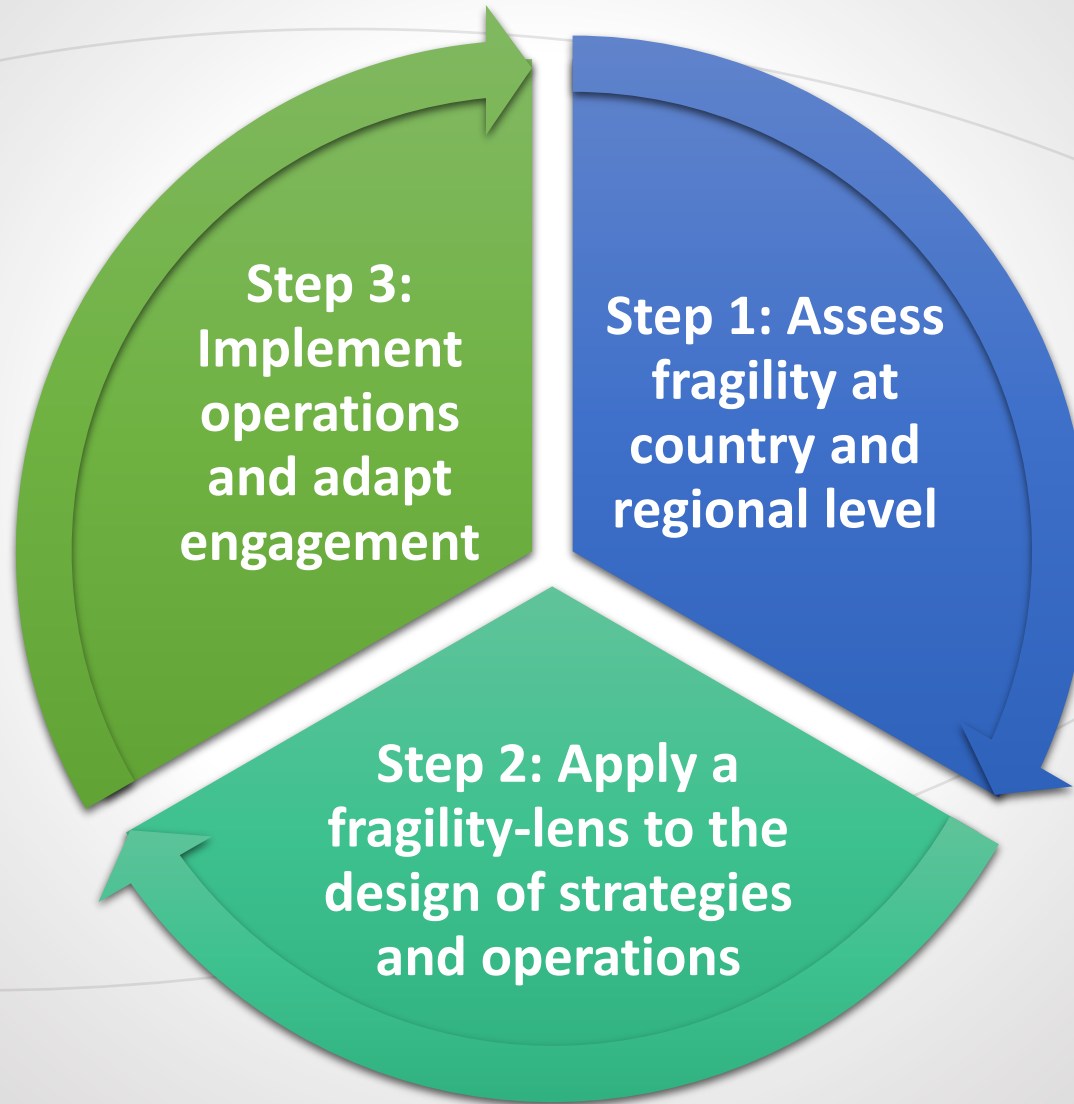 Step 1: Assess
fragility at
country and
regional level
Step 2: Apply a
fragility-lens to the
design of strategies
and operations
Step 3:
Implement
operations
and adapt
engagement